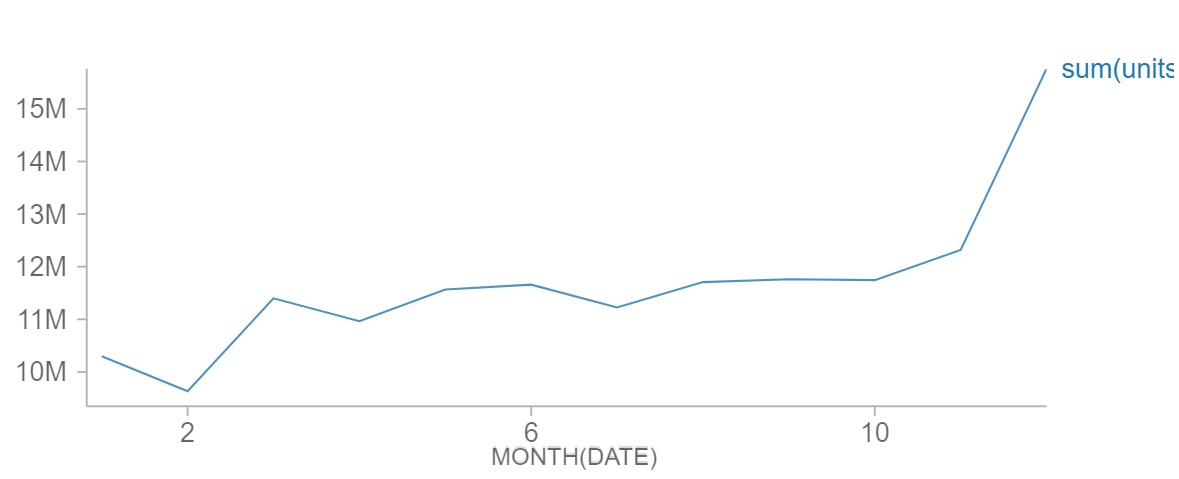 sum(units
15M
14M
13M
12M
11M
10M
2 6 10
MONTH(DATE)